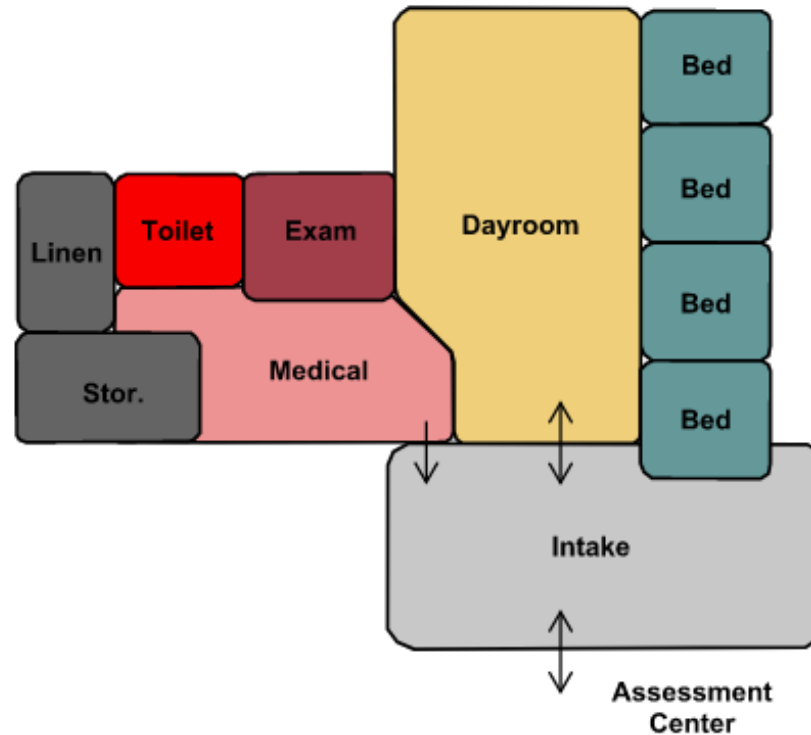 Bed
Bed
Toilet
Exam
Dayroom
Linen
Bed
Medical
Stor.
Bed
Intake
Assessment
Center